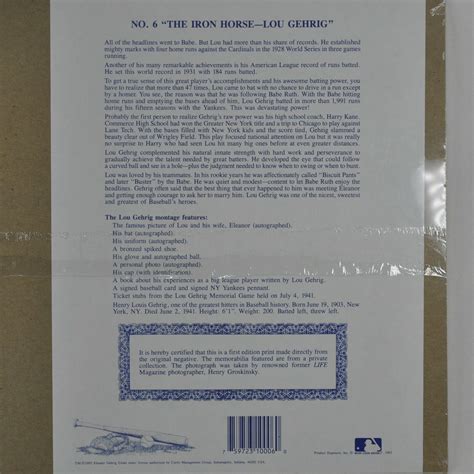 NO. 6 "THE IRON HORSE—LOU GEHRIG"
All of the headlines went to Babe. But Lou had more than his share of records. He established
mighty marks with four home runs against the Cardinals in the 1928 World Series in three games
running.
Another of his many remarkable achievements is his American League record of runs batted.
He set this world record in 1931 with 184 runs batted.
To get a true sense of this great player's accomplishments and his awesome batting power, you
have to realize that more than 47 times, Lou came to bat with no chance to drive in a run except
by a homer. You see, the reason was that he was following Babe Ruth. With the Babe hitting
home runs and emptying the bases ahead of him, Lou Gehrig batted in more than 1,991 runs
during his fifteen seasons with the Yankees. This was devastating power!
Probably the first person to realize Gehrig's raw power was his high school coach, Harry Kane.
Commerce High School had won the Greater New York title and a trip to Chicago to play against
Lane Tech. With the bases filled with New York kids and the score tied, Gehrig slammed a
sleazy clout out of Wrigley Field. This play focused national attention on Lou but it was really
no surprise to Harry who had seen Lou hit many big ones before at even greater distances.
Lou Gehrig complemented his natural innate strength with hard work and perseverance to
gradually achieve the talent needed by great batters. He developed the eye that could follow
a curved ball and use in a hole—plus the judgment needed to know when to swing or when to bunt.
Lou was loved by his teammates. In his rookie years he was affectionately called "Biscuit Pants"
and later "Buster" by the Babe. He was quiet and modest—content to let Babe Ruth enjoy the
limelight. Gehrig often said that the best thing that ever happened to him was meeting Eleanor
and getting enough courage to ask her to marry him. Lou Gehrig was one of the nicest, sweetest
and greatest of Baseball's heroes.
The Lou Gehrig montage features:
The famous picture of Lou and his wife, Eleanor (autographed).
His bat (autographed).
His uniform (autographed).
A bronzed spiked shoe.
His glove and autographed ball.
A personal photo (autographed).
His cap (with identification).
A book about his experiences as a big league player written by Lou Gehrig.
A signed baseball card and signed NY Yankees pennant.
Ticket stubs from the Lou Gehrig Memorial Game held on July 4, 1941.
Henry Louis Gehrig, one of the greatest hitters in Baseball history. Born June 19, 1903, New
York, NY. Died June 2, 1941. Height: 6'1". Weight: 200. Batted left, threw left.
It is hereby certified that this is a first edition print made directly from
the original negative. The memorabilia featured are from a private
collection. The photograph was taken by renowned former LIFE
Magazine photographer, Henry Groskinsky.
7 59723 10006 0